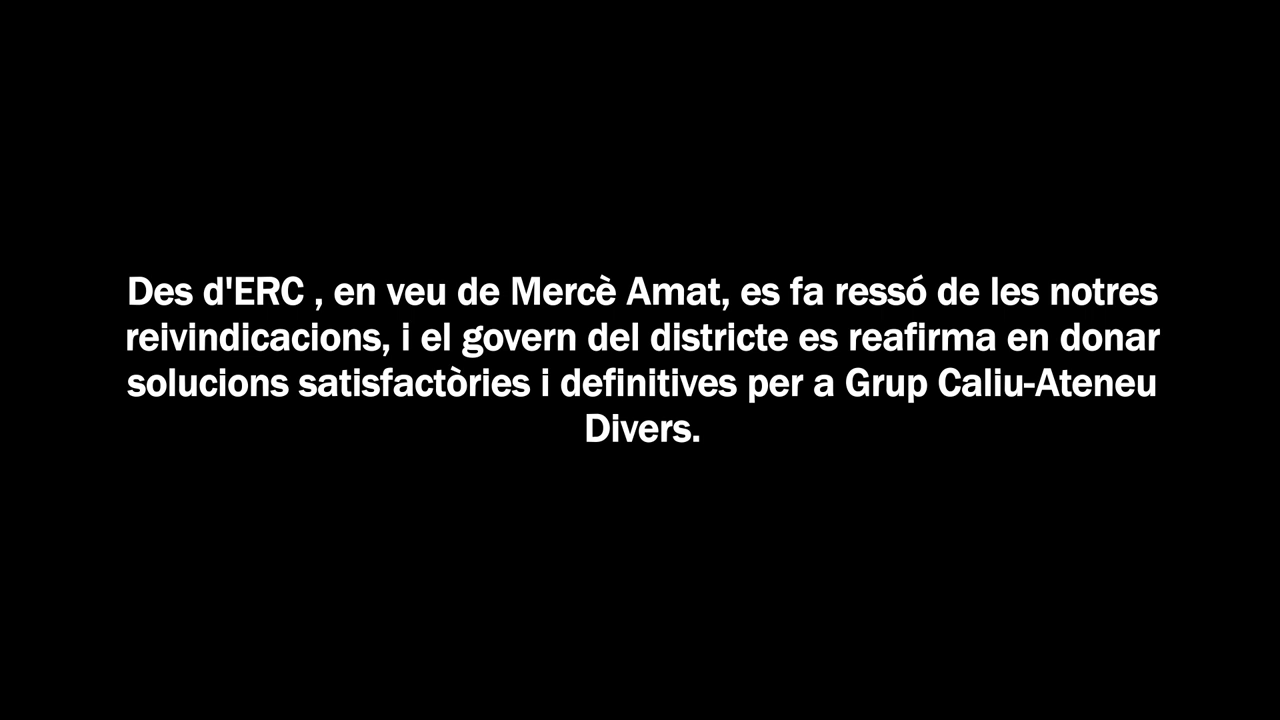 Des d'ERC , en veu de Mercè Amat, es fa ressó de les notres
reivindicacions, i el govern del districte es reafirma en donar
solucions satisfactòries i definitives per a Grup Caliu-Ateneu
Divers.